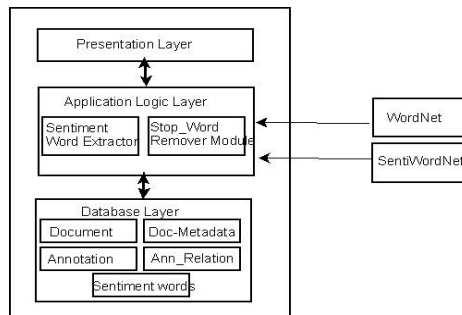 Presentation Layer
Application Logic Layer
Sentiment
Word Extractor
Stop_Word
Remover Module
WordNet
SentiWordNet
Database Layer
Document
Doc-Metadata
Annotation
Ann_Relation
Sentiment words